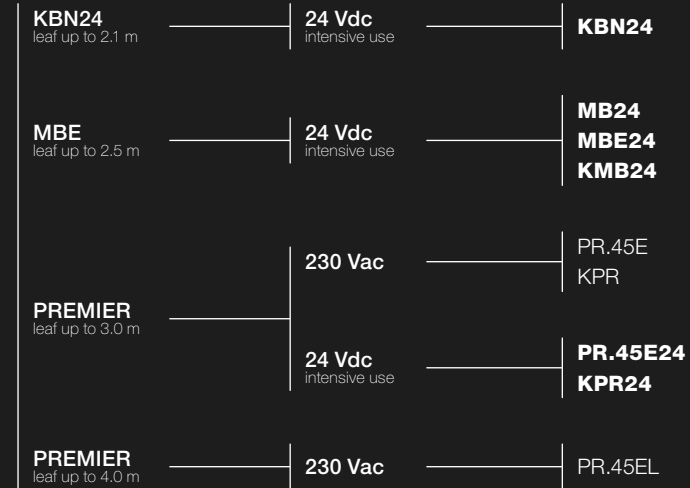 KBN24
leaf up to 2.1 m
24 Vdc
intensive use
KBN24
MBE
leaf up to 2.5 m
24 Vdc
intensive use
MB24
MBE24
KMB24
PREMIER
leaf up to 3.0 m
230 Vac
PR.45E
KPR
24 Vdc
intensive use
PR.45E24
KPR24
PREMIER
leaf up to 4.0 m
230 Vac
PR.45EL